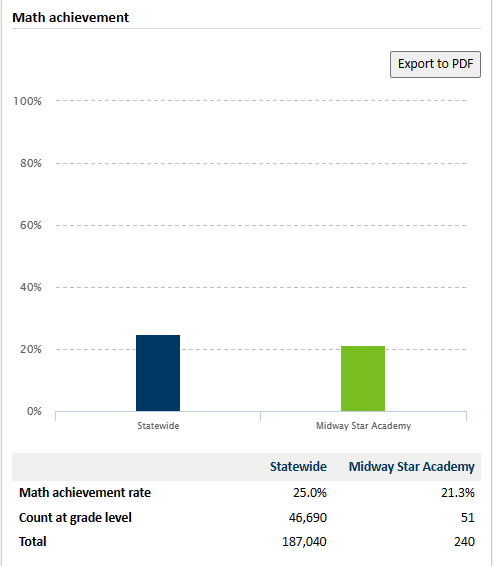 Math achievement
Export to PDF
100%
80%
60%
40%
20%
0%
Statewide Midway Star Academy
Statewide Midway Star Academy
Math achievement rate 25.0% 21.3%
Count at grade level 46,690 51
Total 187,040 240